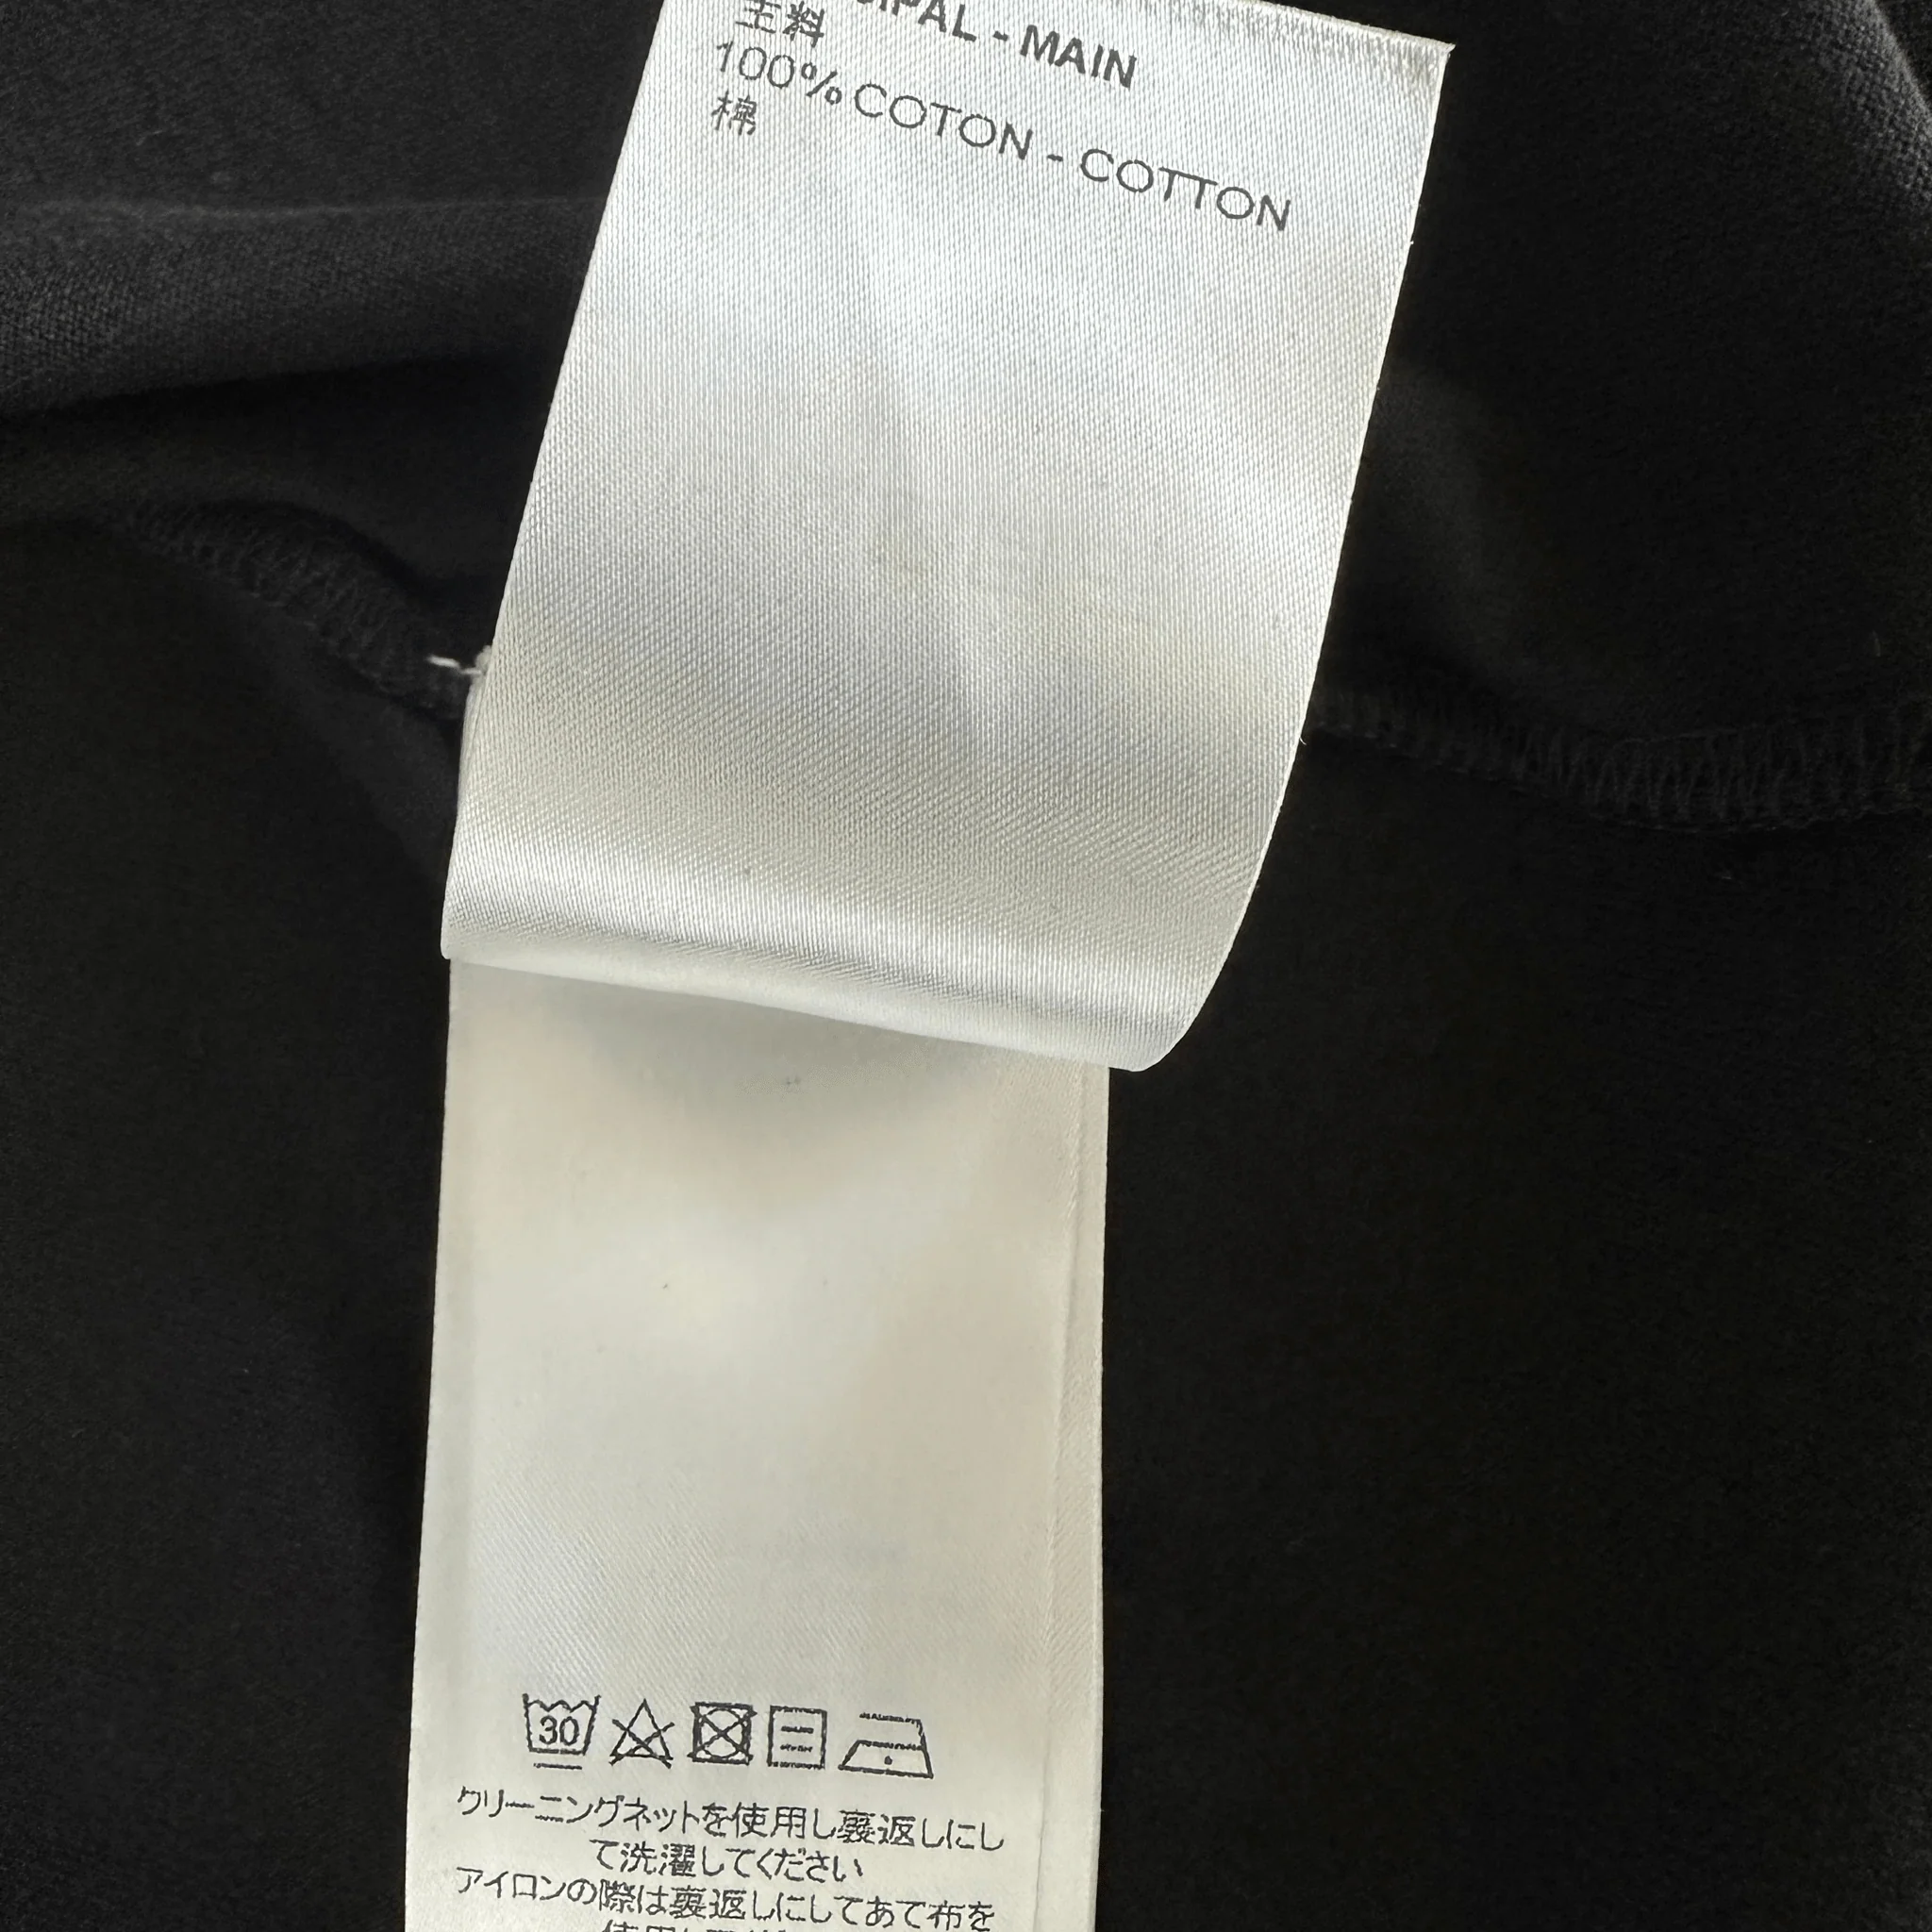 CIPAL - MAIN
主料
100% COTON - COTTON
棉
30
クリーニングネットを使用し裏返しにし
て洗濯してください
アイロンの際は裏返しにしてあて布を